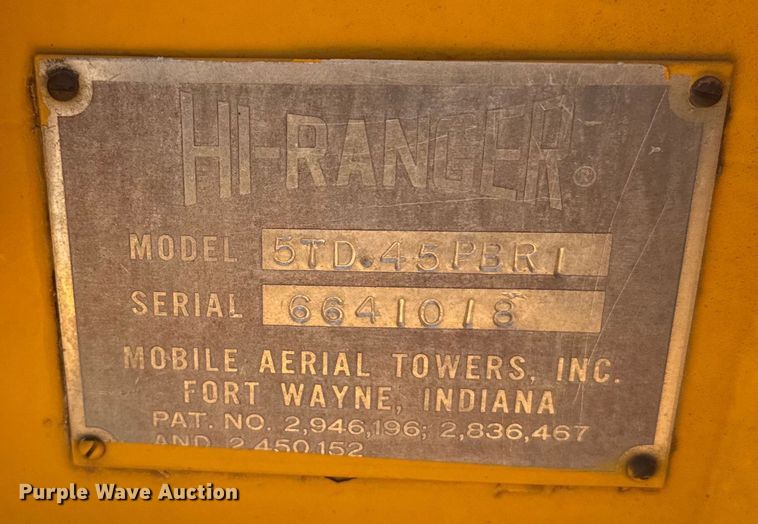 HI-RANGER®
MODEL 5TD.45PBR1
SERIAL 6641018
MOBILE AERIAL TOWERS, INC.
FORT WAYNE, INDIANA
PAT. NO. 2,946,196; 2,836,467
AND 2,450,152
Purple Wave Auction